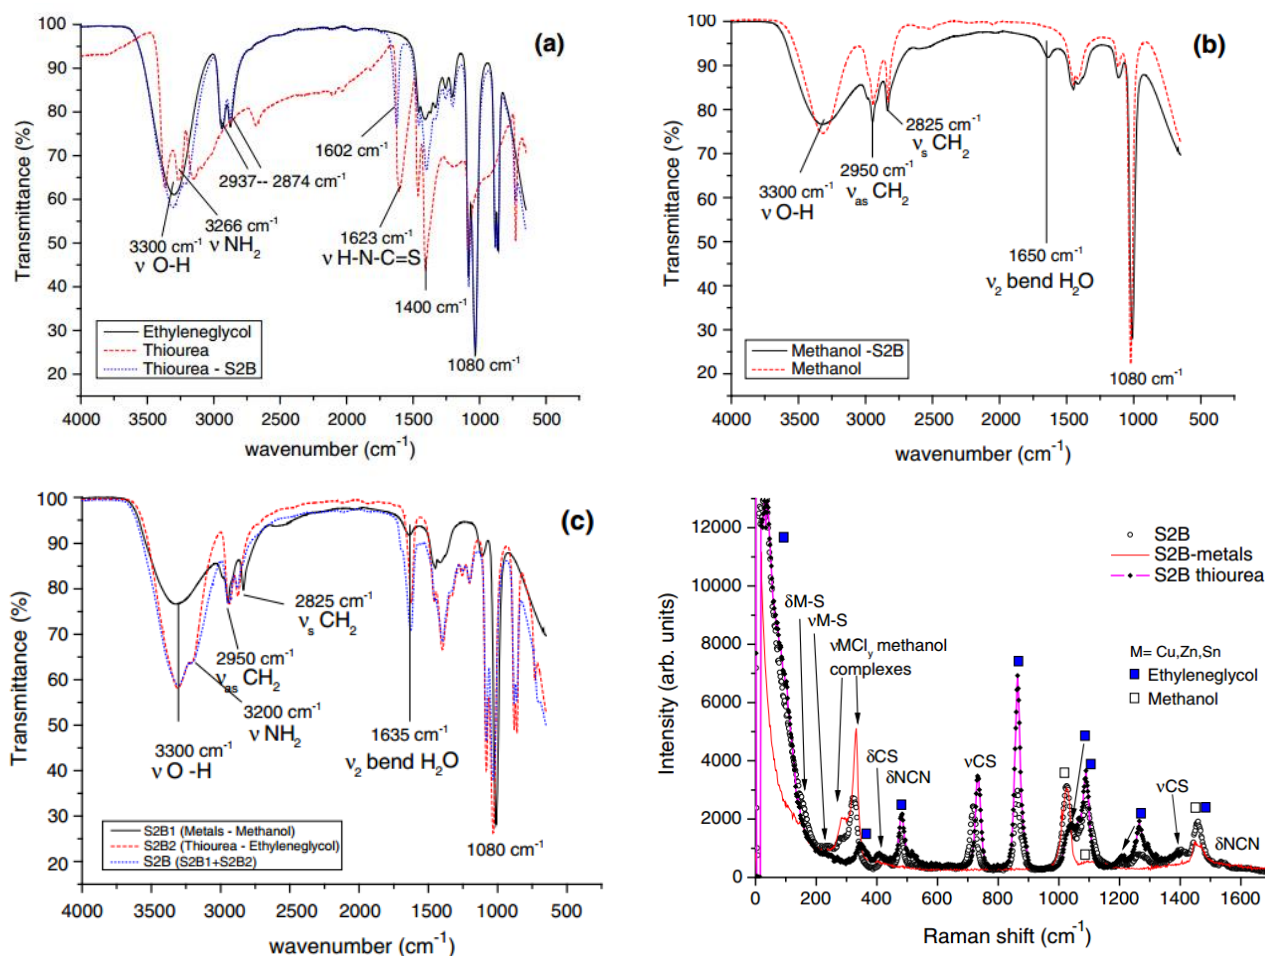 (a)
Transmittance (%)
100
90
80
70
60
50
40
30
20
1602 cm-1
2937-- 2874 cm-1
3266 cm-1
ν NH2
3300 cm-1
ν O-H
1623 cm-1
ν H-N-C=S
1400 cm-1
1080 cm-1
Ethyleneglycol
Thiourea
Thiourea - S2B
4000 3500 3000 2500 2000 1500 1000 500
wavenumber (cm-1)
(b)
Transmittance (%)
100
90
80
70
60
50
40
30
20
2825 cm-1
νs CH2
2950 cm-1
νas CH2
3300 cm-1
ν O-H
1650 cm-1
ν2 bend H2O
1080 cm-1
Methanol -S2B
Methanol
4000 3500 3000 2500 2000 1500 1000 500
wavenumber (cm-1)
(c)
Transmittance (%)
100
90
80
70
60
50
40
30
20
2825 cm-1
νs CH2
2950 cm-1
νas CH2
3200 cm-1
ν NH2
3300 cm-1
ν O -H
1635 cm-1
ν2 bend H2O
1080 cm-1
S2B1 (Metals - Methanol)
S2B2 (Thiourea - Ethyleneglycol)
S2B (S2B1+S2B2)
4000 3500 3000 2500 2000 1500 1000 500
wavenumber (cm-1)
Intensity (arb. units)
12000
10000
8000
6000
4000
2000
0
S2B
S2B-metals
S2B thiourea
δM-S
νM-S
νMCly methanol
complexes
M= Cu,Zn,Sn
Ethyleneglycol
Methanol
δCS
δNCN
νCS
νCS
δNCN
0 200 400 600 800 1000 1200 1400 1600
Raman shift (cm-1)